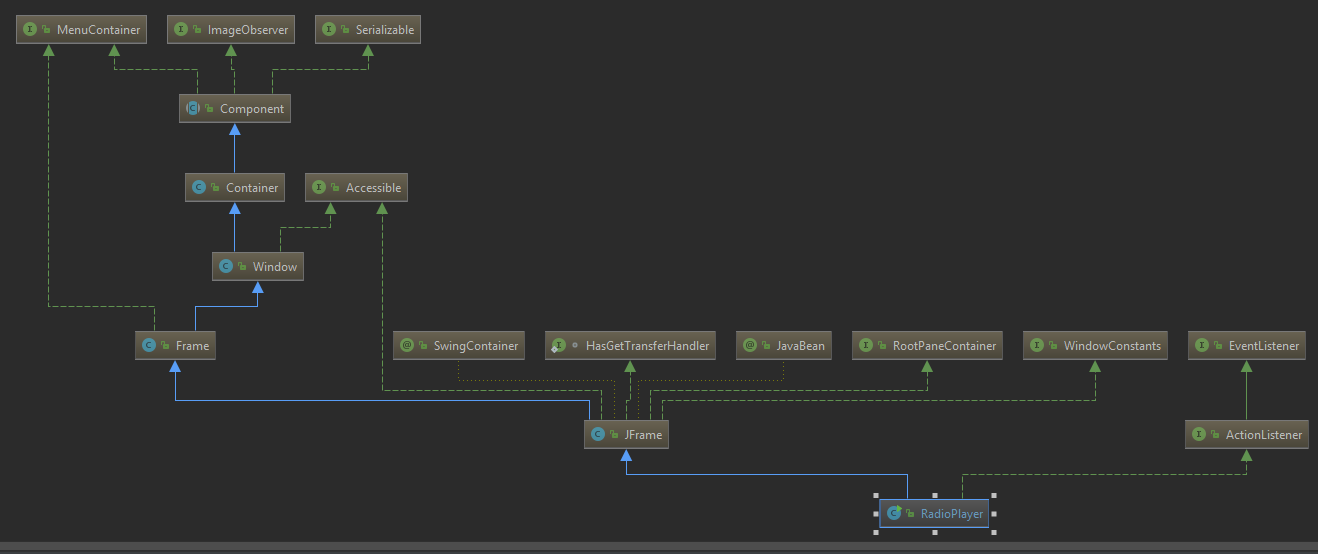 MenuContainer
ImageObserver
Serializable
Component
Container
Accessible
Window
Frame
SwingContainer
HasGetTransferHandler
JavaBean
RootPaneContainer
WindowConstants
EventListener
JFrame
ActionListener
RadioPlayer